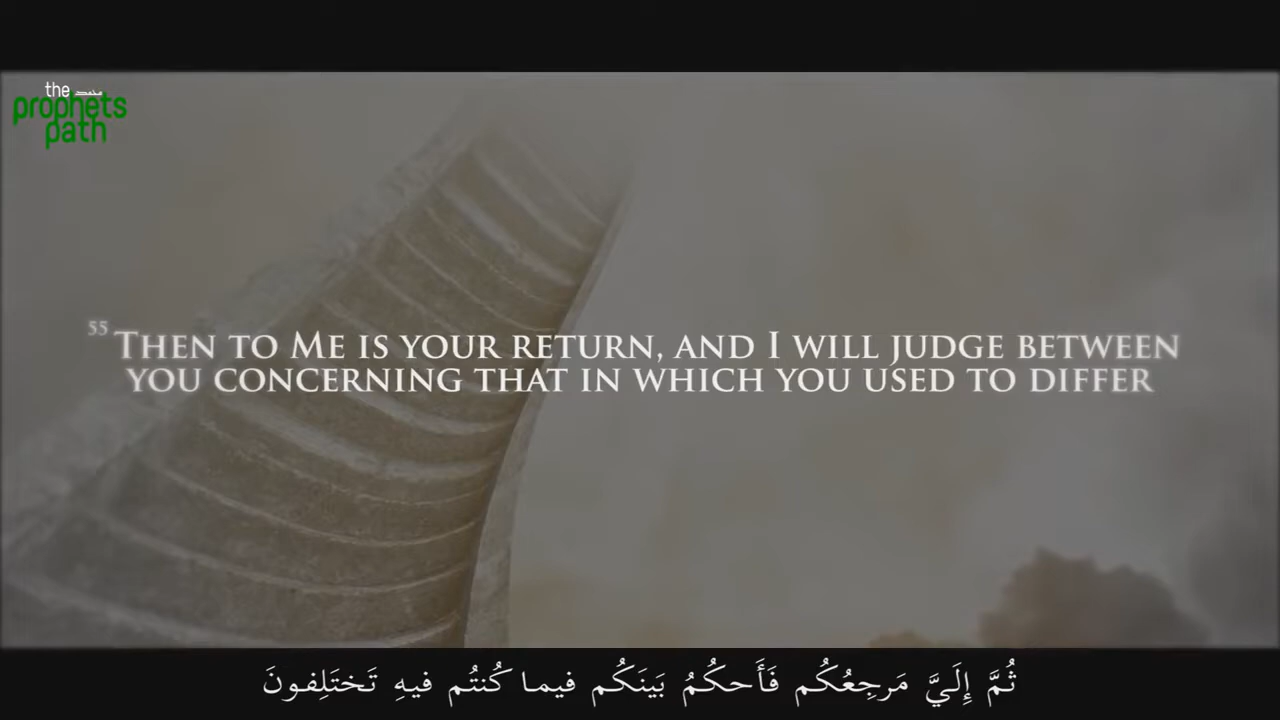 the محمد
prophets
path
55 THEN TO ME IS YOUR RETURN, AND I WILL JUDGE BETWEEN
YOU CONCERNING THAT IN WHICH YOU USED TO DIFFER
ثُمَّ إِلَيَّ مَرجِعُكُم فَأَحكُمُ بَينَكُم فيما كُنتُم فيهِ تَختَلِفونَ